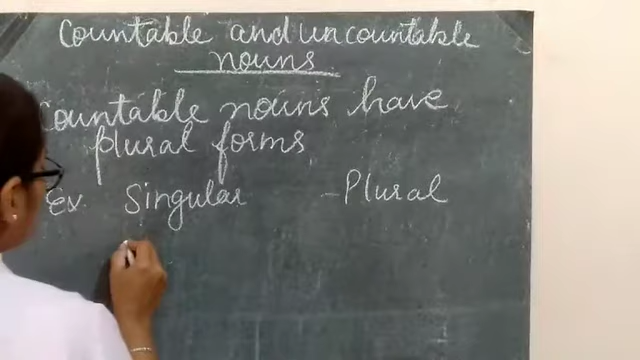 Countable and uncountable
nouns
Countable nouns have
plural forms
Ex. Singular - Plural